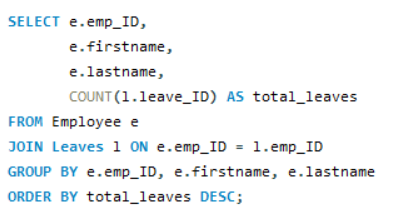 SELECT e.emp_ID,
e.firstname,
e.lastname,
COUNT(l.leave_ID) AS total_leaves
FROM Employee e
JOIN Leaves l ON e.emp_ID = l.emp_ID
GROUP BY e.emp_ID, e.firstname, e.lastname
ORDER BY total_leaves DESC;